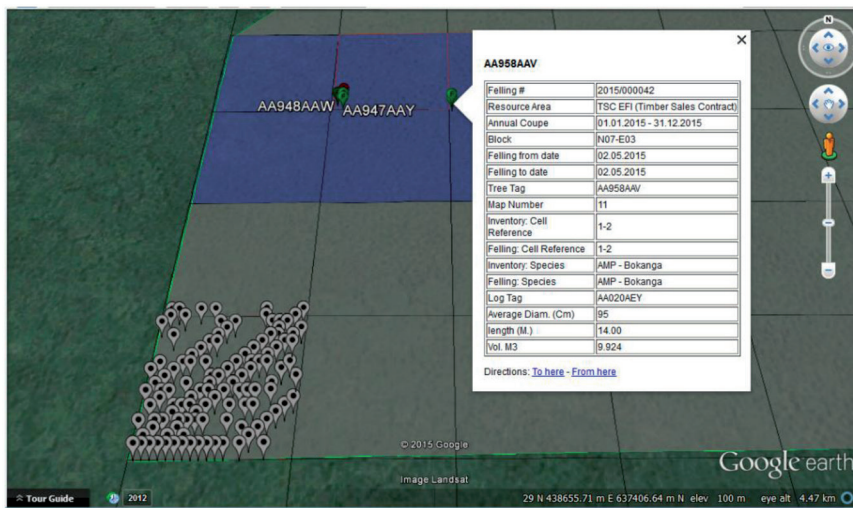 N
AA958AAV
Felling # 2015/000042
Resource Area TSC EFI (Timber Sales Contract)
Annual Coupe 01.01.2015 - 31.12.2015
Block N07-E03
Felling from date 02.05.2015
Felling to date 02.05.2015
Tree Tag AA958AAV
Map Number 11
Inventory: Cell
Reference 1-2
Felling: Cell Reference 1-2
Inventory: Species AMP - Bokanga
Felling: Species AMP - Bokanga
Log Tag AA020AEY
Average Diam. (Cm) 95
length (M.) 14.00
Vol. M3 9.924
Directions: To here - From here
AA948AAW AA947AAY
© 2015 Google
Image Landsat
Google earth
Tour Guide 2012 29 N 438655.71 m E 637406.64 m N elev 100 m eye alt 4.47 km